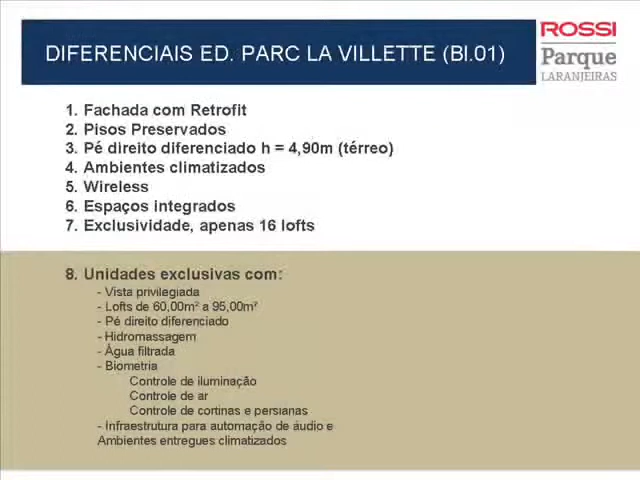 DIFERENCIAIS ED. PARC LA VILLETTE (Bl.01)
ROSSI
Parque
LARANJEIRAS
1. Fachada com Retrofit
2. Pisos Preservados
3. Pé direito diferenciado h = 4,90m (térreo)
4. Ambientes climatizados
5. Wireless
6. Espaços integrados
7. Exclusividade, apenas 16 lofts
8. Unidades exclusivas com:
- Vista privilegiada
- Lofts de 60,00m² a 95,00m²
- Pé direito diferenciado
- Hidromassagem
- Água filtrada
- Biometria
Controle de iluminação
Controle de ar
Controle de cortinas e persianas
- Infraestrutura para automação de áudio e
Ambientes entregues climatizados